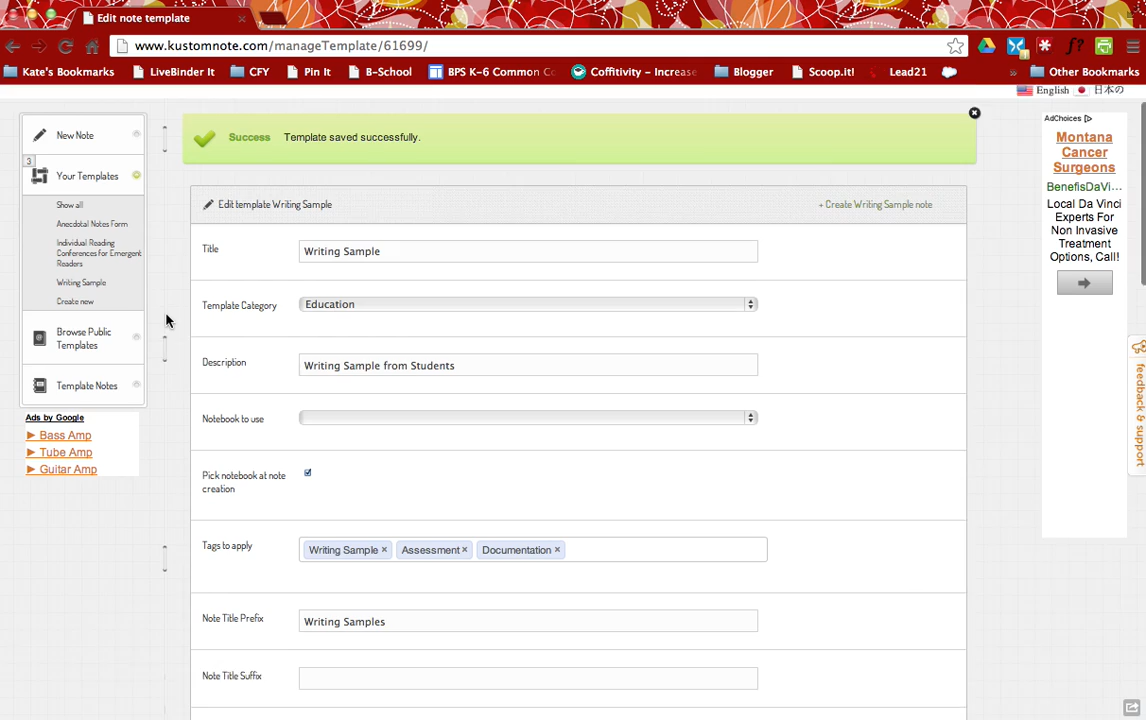 Edit note template
www.kustomnote.com/manageTemplate/61699/
Kate's Bookmarks LiveBinder It CFY Pin It B-School BPS K-6 Common Co Coffitivity – Increase Blogger Scoop.it! Lead21 » Other Bookmarks
English 日本の
New Note
3
Your Templates
Show all
Anecdotal Notes Form
Individual Reading
Conferences for Emergent
Readers
Writing Sample
Create new
Browse Public
Templates
Template Notes
Ads by Google
Bass Amp
Tube Amp
Guitar Amp
Success Template saved successfully.
Edit template Writing Sample + Create Writing Sample note
Title Writing Sample
Template Category Education
Description Writing Sample from Students
Notebook to use
Pick notebook at note
creation
Tags to apply Writing Sample × Assessment × Documentation ×
Note Title Prefix Writing Samples
Note Title Suffix
AdChoices
Montana
Cancer
Surgeons
BenefisDaVi...
Local Da Vinci
Experts For
Non Invasive
Treatment
Options, Call!
feedback & support